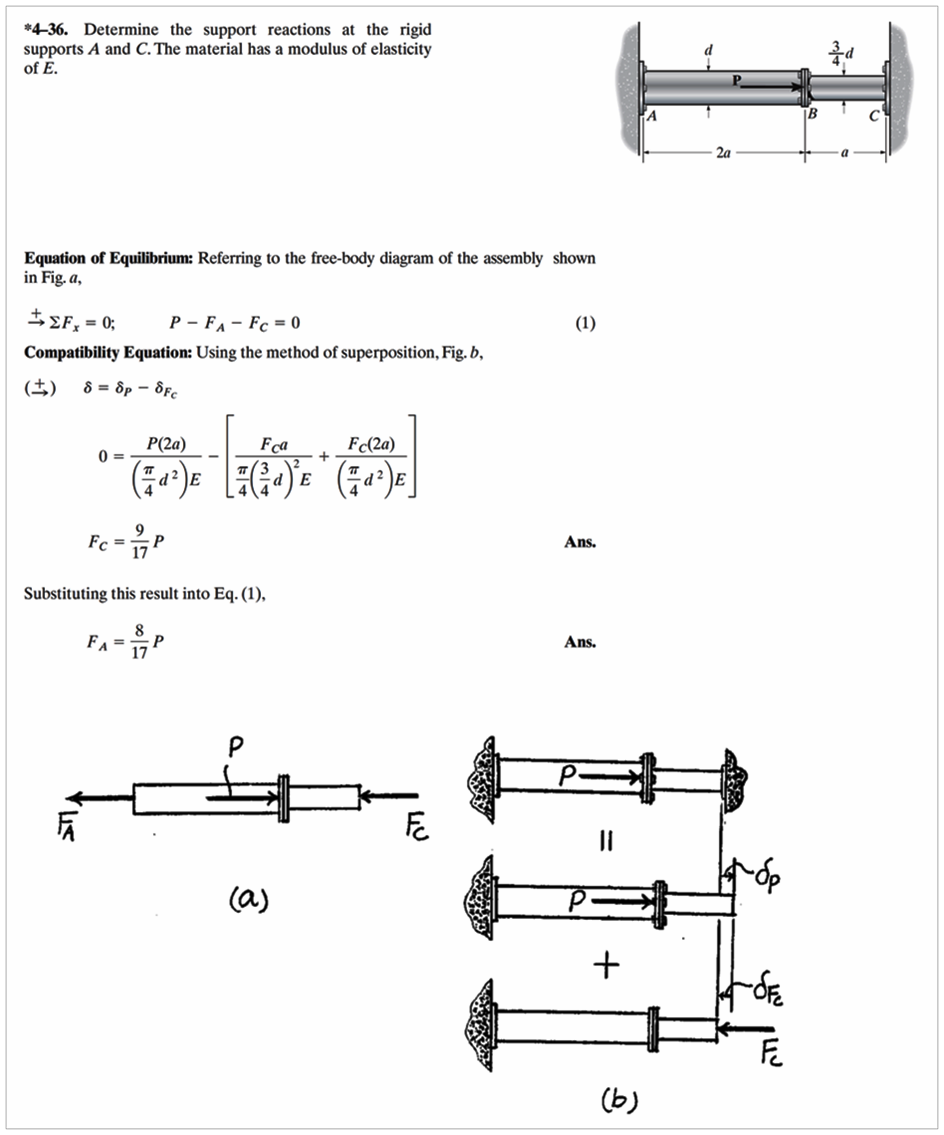 *4–36. Determine the support reactions at the rigid
supports A and C. The material has a modulus of elasticity
of E.
d
3/4 d
P
A
B
C
2a
a
Equation of Equilibrium: Referring to the free-body diagram of the assembly shown
in Fig. a,
→+ ΣFx = 0; P − FA − FC = 0 (1)
Compatibility Equation: Using the method of superposition, Fig. b,
(→+) δ = δP − δFC
0 = P(2a)/((π/4 d²)E) − [FCa/(π/4(3/4 d)²E) + FC(2a)/((π/4 d²)E)]
FC = 9/17 P Ans.
Substituting this result into Eq. (1),
FA = 8/17 P Ans.
P
FA
FC
(a)
P
=
δP
P
+
δFC
FC
(b)